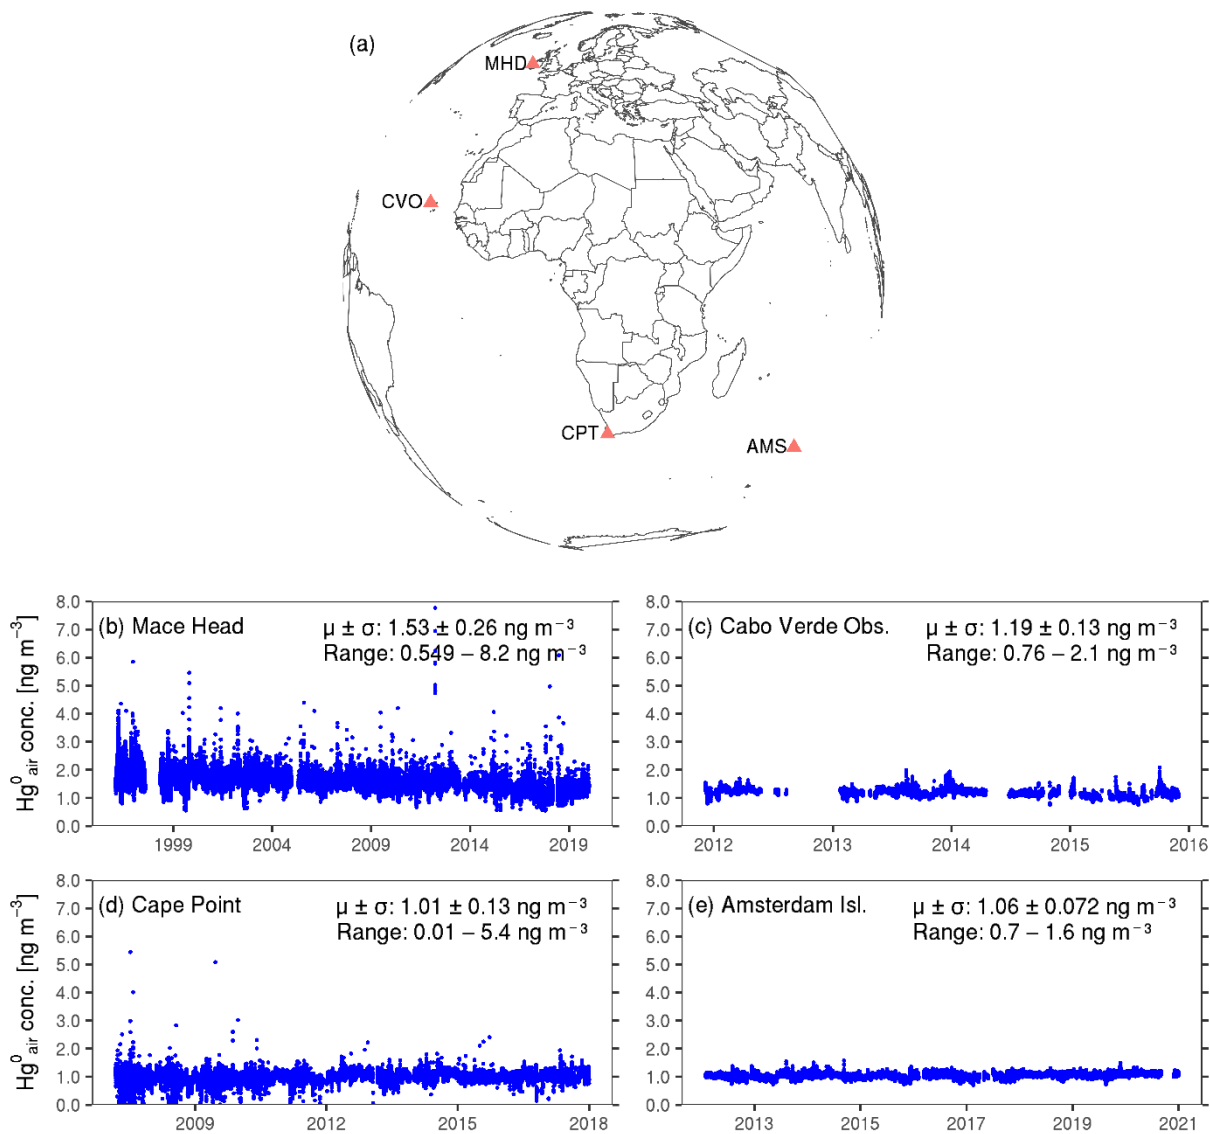 (a)
MHD
CVO
CPT
AMS
Hg⁰air conc. [ng m⁻³]
8.0
7.0
6.0
5.0
4.0
3.0
2.0
1.0
0.0
(b) Mace Head
μ ± σ: 1.53 ± 0.26 ng m⁻³
Range: 0.549 – 8.2 ng m⁻³
1999 2004 2009 2014 2019
8.0
7.0
6.0
5.0
4.0
3.0
2.0
1.0
0.0
(c) Cabo Verde Obs.
μ ± σ: 1.19 ± 0.13 ng m⁻³
Range: 0.76 – 2.1 ng m⁻³
2012 2013 2014 2015 2016
Hg⁰air conc. [ng m⁻³]
8.0
7.0
6.0
5.0
4.0
3.0
2.0
1.0
0.0
(d) Cape Point
μ ± σ: 1.01 ± 0.13 ng m⁻³
Range: 0.01 – 5.4 ng m⁻³
2009 2012 2015 2018
8.0
7.0
6.0
5.0
4.0
3.0
2.0
1.0
0.0
(e) Amsterdam Isl.
μ ± σ: 1.06 ± 0.072 ng m⁻³
Range: 0.7 – 1.6 ng m⁻³
2013 2015 2017 2019 2021